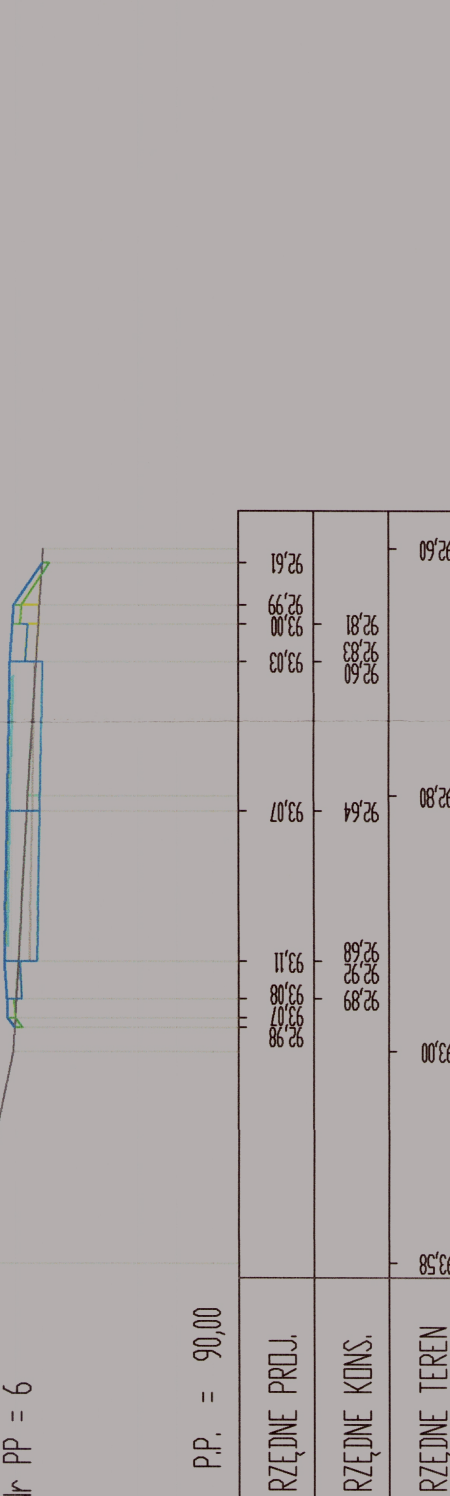 Nr PP = 6
P.P. = 90,00
RZĘDNE PROJ. 92,98 93,07 93,08 93,11 93,07 93,03 93,00 92,99 92,61
RZĘDNE KONS. 92,89 92,92 92,68 92,64 92,60 92,83 92,81
RZĘDNE TEREN 93,58 93,00 92,80 92,60